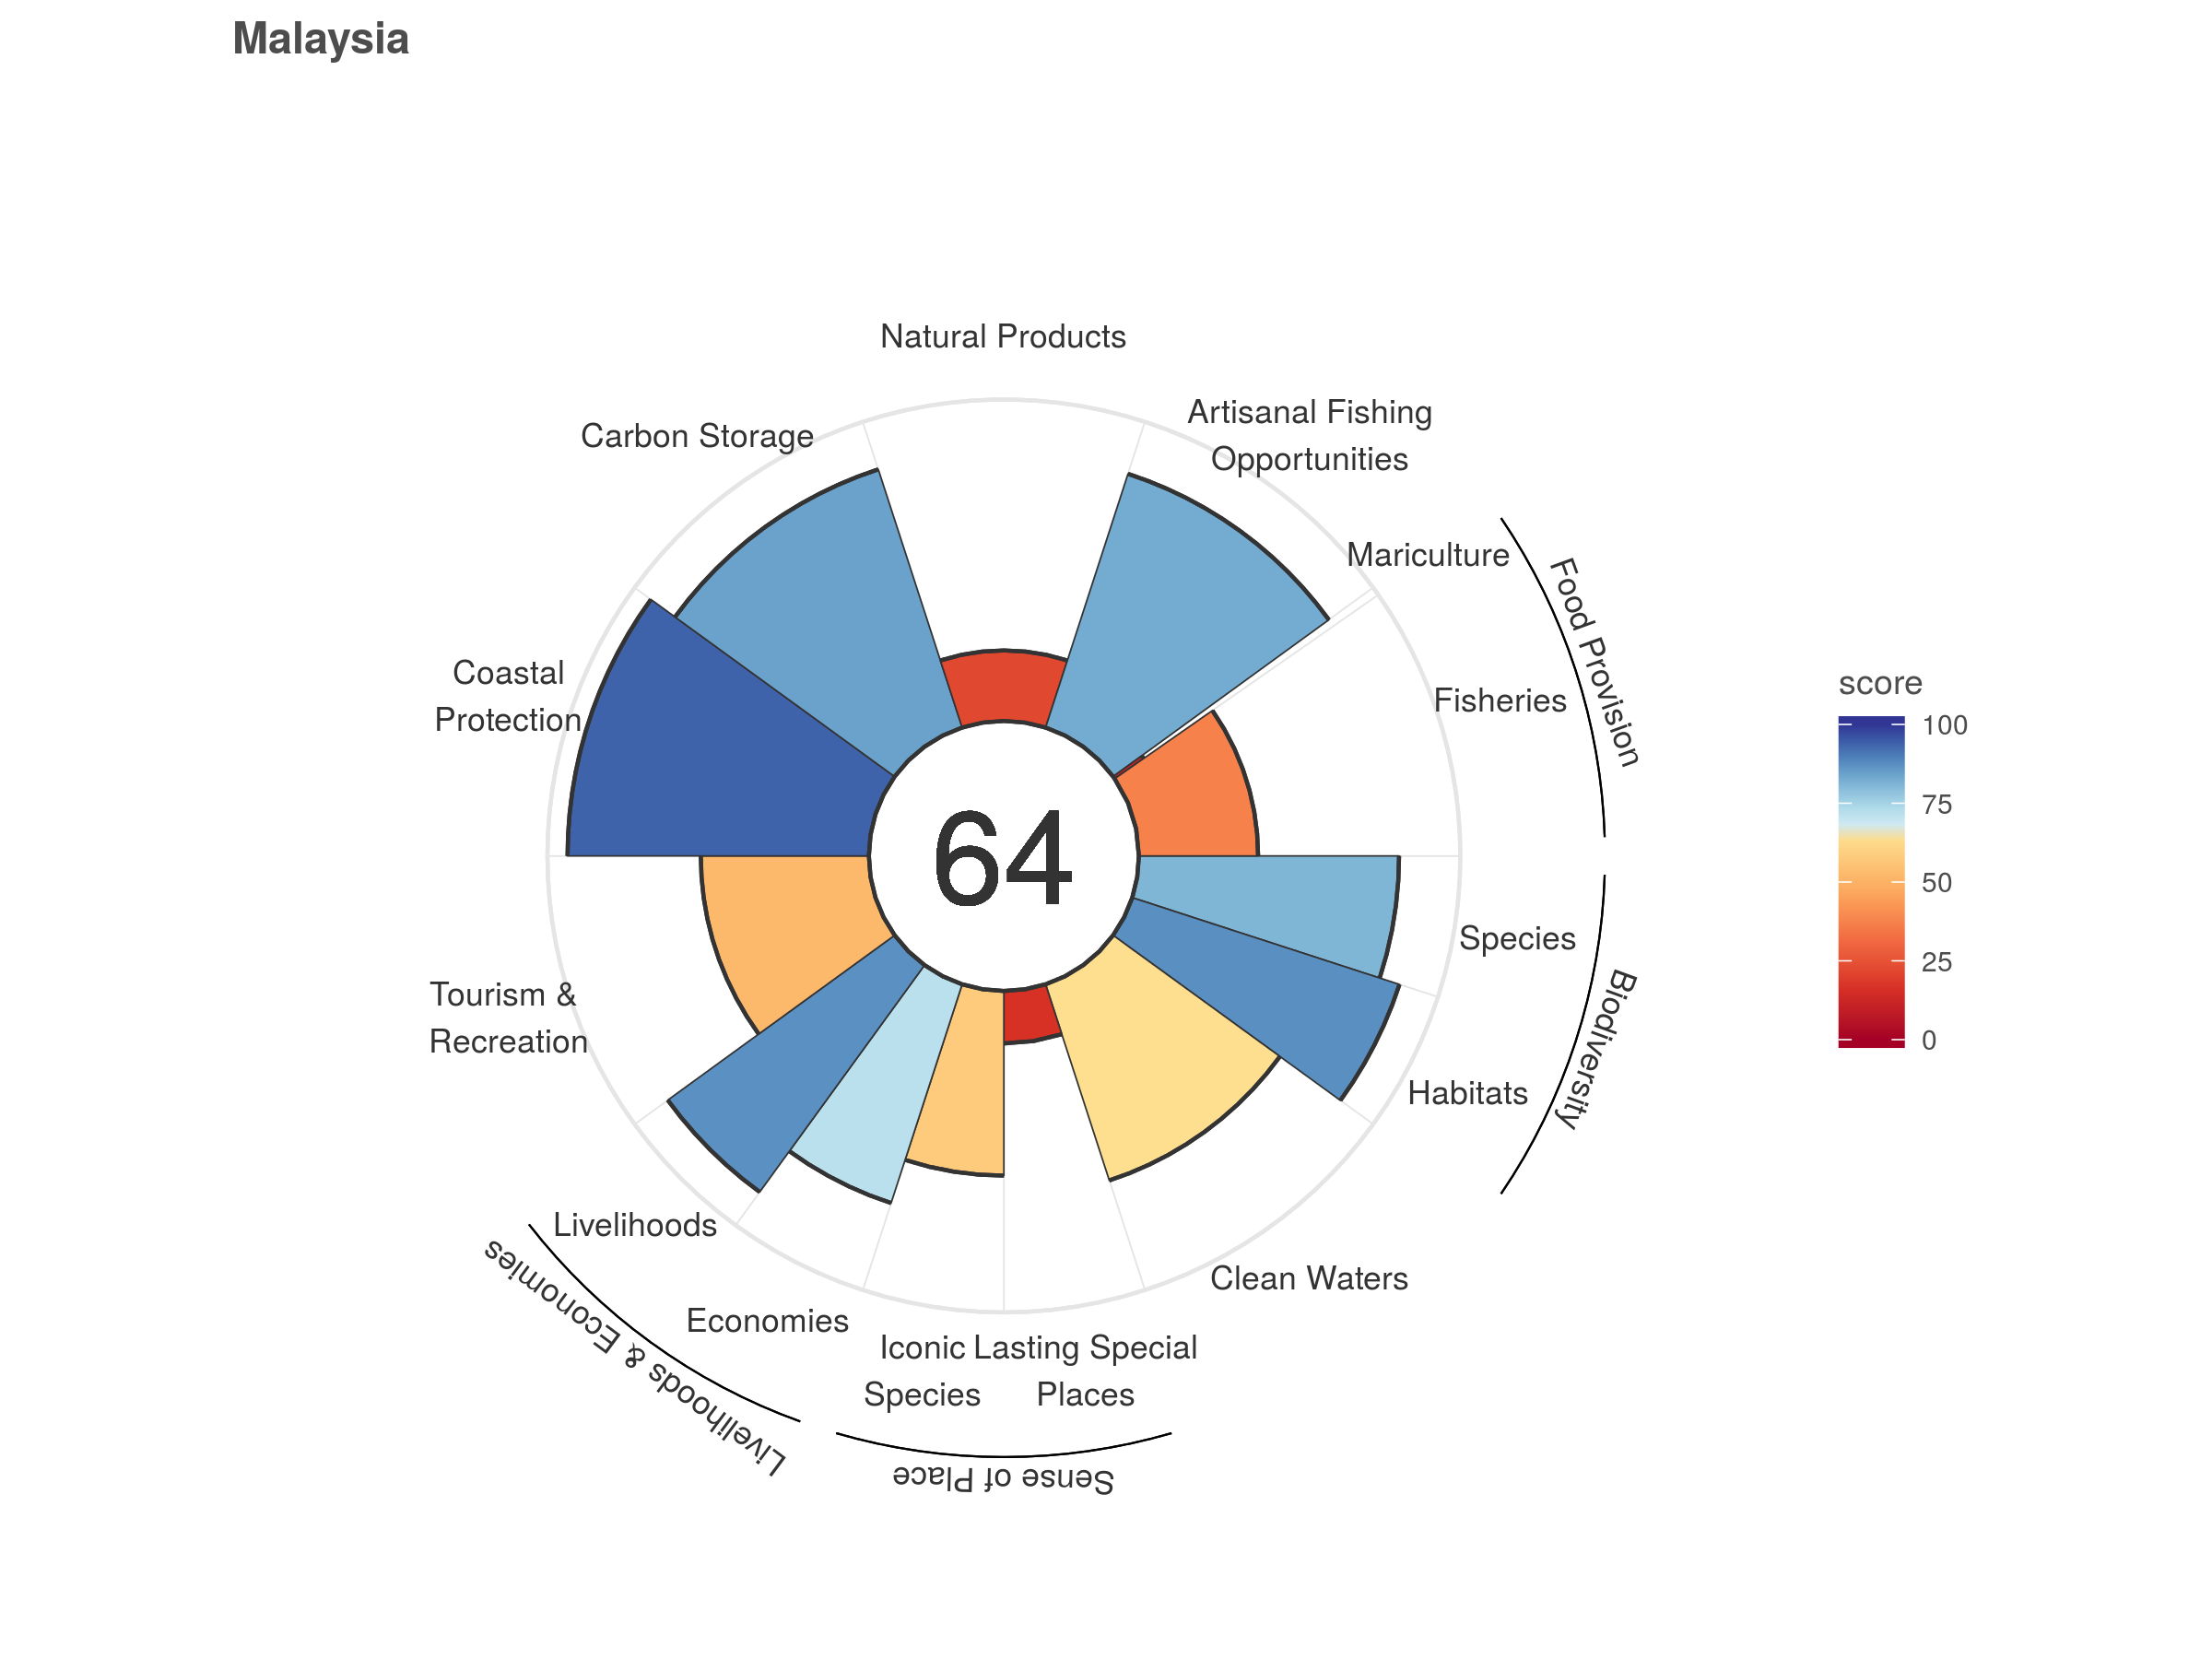 Malaysia
Natural Products
Artisanal Fishing
Opportunities
Carbon Storage
Mariculture
Food Provision
Fisheries
Coastal
Protection
64
Species
Biodiversity
Habitats
Tourism &
Recreation
Livelihoods
Livelihoods & Economies
Economies
Clean Waters
Iconic
Species
Lasting Special
Places
Sense of Place
score
100
75
50
25
0